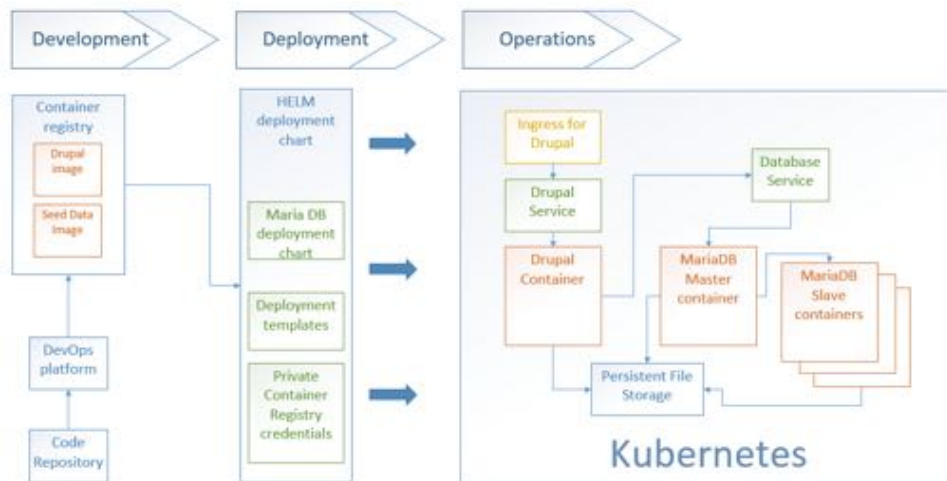 Development
Deployment
Operations
Container
registry
Drupal
image
Seed Data
Image
DevOps
platform
Code
Repository
HELM
deployment
chart
Maria DB
deployment
chart
Deployment
templates
Private
Container
Registry
credentials
Ingress for
Drupal
Drupal
Service
Drupal
Container
Database
Service
MariaDB
Master
container
MariaDB
Slave
containers
Persistent File
Storage
Kubernetes